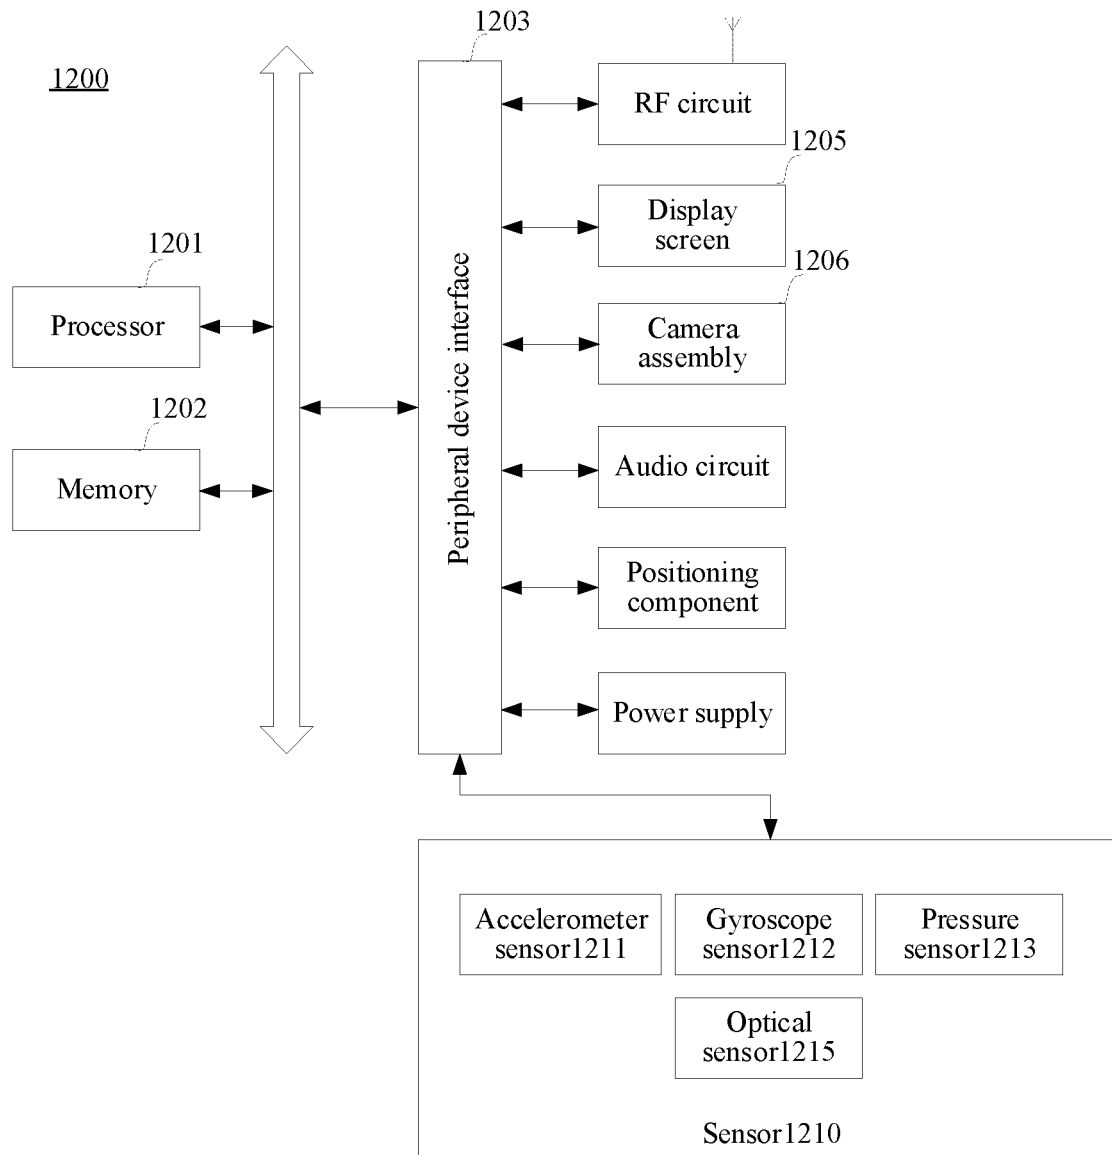 1200
1203
RF circuit
1205
Display
screen
1201
Processor
1206
Camera
assembly
Peripheral device interface
1202
Memory
Audio circuit
Positioning
component
Power supply
Accelerometer
sensor1211
Gyroscope
sensor1212
Pressure
sensor1213
Optical
sensor1215
Sensor1210